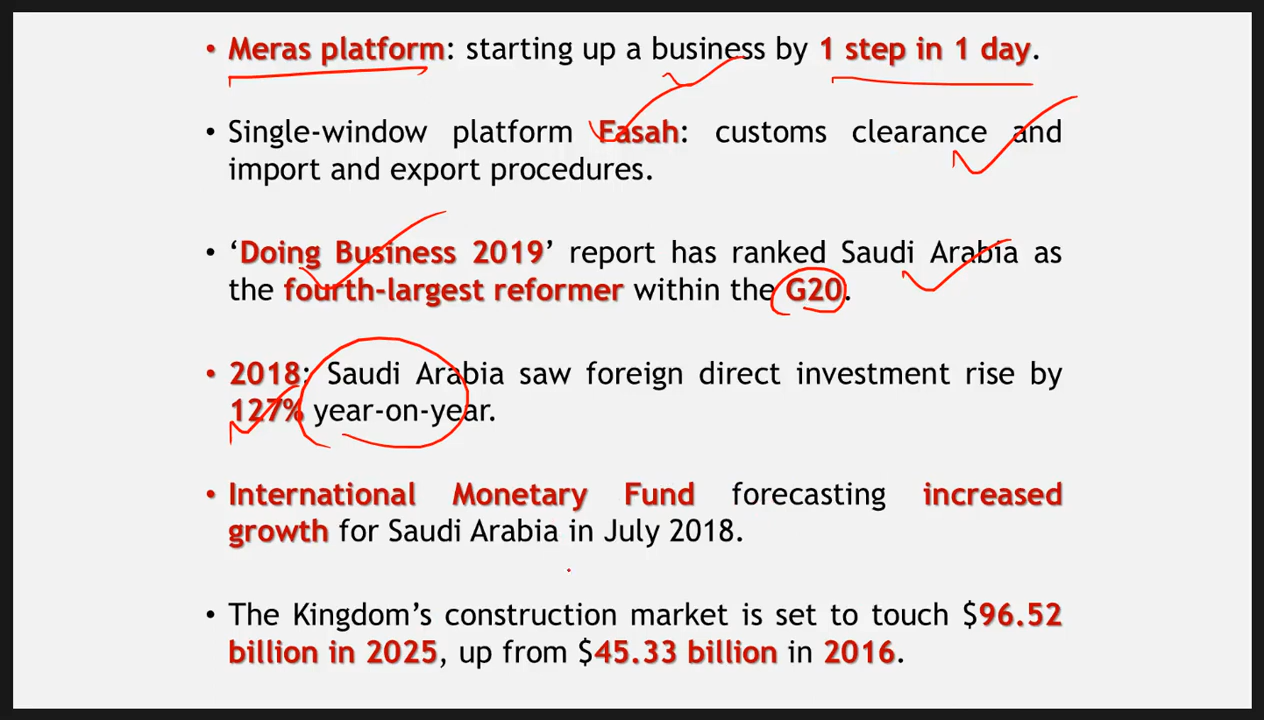 • Meras platform: starting up a business by 1 step in 1 day.
• Single-window platform Fasah: customs clearance and
import and export procedures.
• ‘Doing Business 2019’ report has ranked Saudi Arabia as
the fourth-largest reformer within the G20.
• 2018: Saudi Arabia saw foreign direct investment rise by
127% year-on-year.
• International Monetary Fund forecasting increased
growth for Saudi Arabia in July 2018.
• The Kingdom’s construction market is set to touch $96.52
billion in 2025, up from $45.33 billion in 2016.